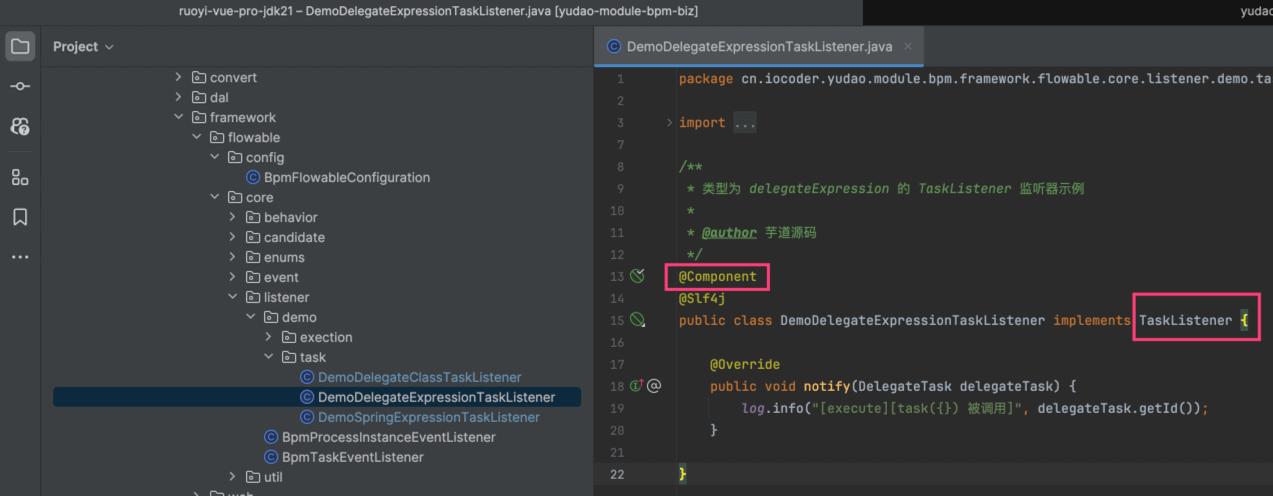 ruoyi-vue-pro-jdk21 – DemoDelegateExpressionTaskListener.java [yudao-module-bpm-biz]
yudao
Project
convert
dal
framework
flowable
config
BpmFlowableConfiguration
core
behavior
candidate
enums
event
listener
demo
exection
task
DemoDelegateClassTaskListener
DemoDelegateExpressionTaskListener
DemoSpringExpressionTaskListener
BpmProcessInstanceEventListener
BpmTaskEventListener
util
web
DemoDelegateExpressionTaskListener.java
1 package cn.iocoder.yudao.module.bpm.framework.flowable.core.listener.demo.ta
2
3 import ...
7
8 /**
9 * 类型为 delegateExpression 的 TaskListener 监听器示例
10 *
11 * @author 芋道源码
12 */
13 @Component
14 @Slf4j
15 public class DemoDelegateExpressionTaskListener implements TaskListener {
16
17 @Override
18 public void notify(DelegateTask delegateTask) {
19 log.info("[execute][task({}) 被调用]", delegateTask.getId());
20 }
21
22 }